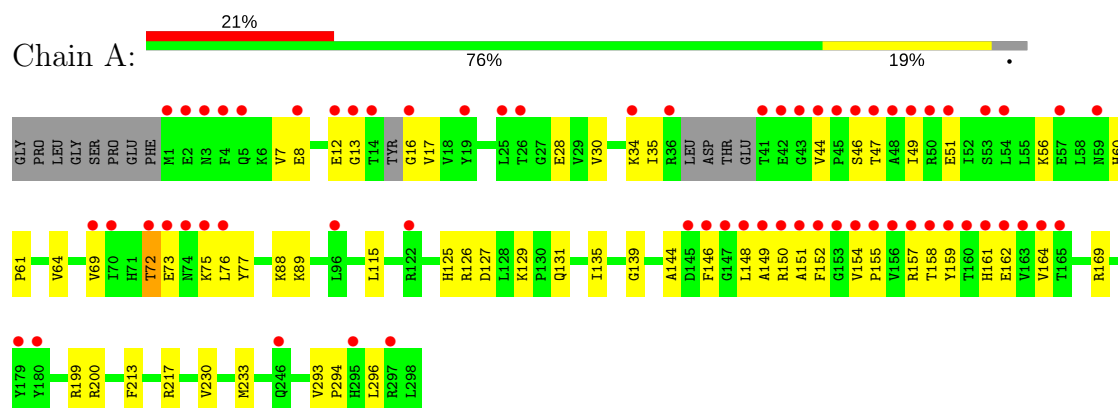 21%
Chain A:
76% 19% •
GLY PRO LEU GLY SER PRO GLU PHE M1 E2 N3 F4 Q5 K6 V7 E8 E12 G13 T14 TYR G16 V17 V18 Y19 L25 T26 G27 E28 V29 V30 K34 I35 R36 LEU ASP THR GLU T41 E42 G43 V44 P45 S46 T47 A48 I49 R50 E51 I52 S53 L54 L55 K56 E57 L58 N59 H60
P61 V64 V69 I70 H71 T72 E73 N74 K75 L76 Y77 K88 K89 L96 L115 R122 H125 R126 D127 L128 K129 P130 Q131 I135 G139 A144 D145 F146 G147 L148 A149 R150 A151 F152 G153 V154 P155 V156 R157 T158 Y159 T160 H161 E162 V163 V164 T165 R169
Y179 Y180 R199 R200 F213 R217 V230 M233 Q246 V293 P294 H295 L296 R297 L298